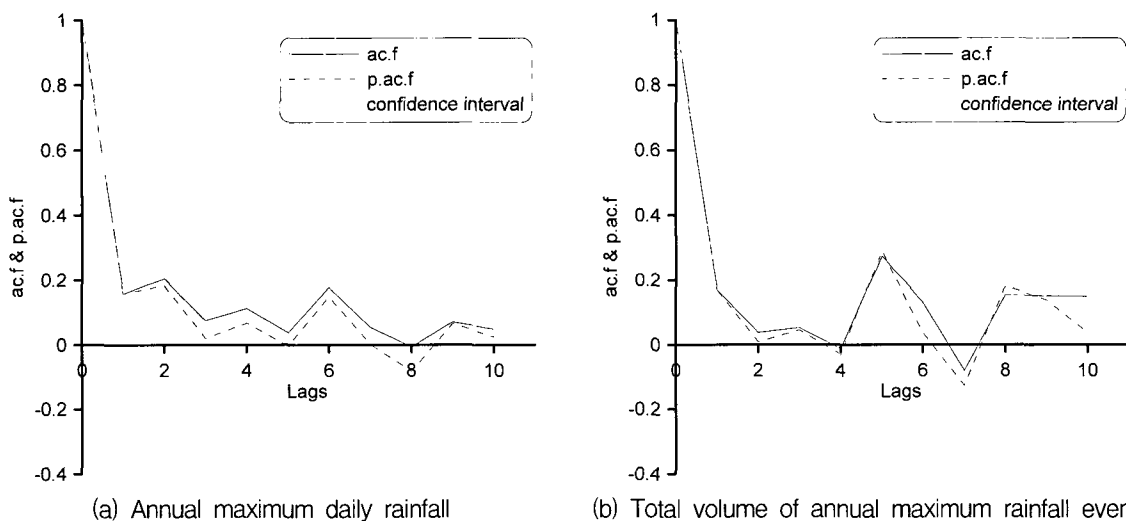 1
0.8
0.6
0.4
0.2
0
-0.2
-0.4
ac.f & p.ac.f
ac.f
p.ac.f
confidence interval
0 2 4 6 8 10
Lags
(a) Annual maximum daily rainfall
1
0.8
0.6
0.4
0.2
0
-0.2
-0.4
ac.f & p.ac.f
ac.f
p.ac.f
confidence interval
0 2 4 6 8 10
Lags
(b) Total volume of annual maximum rainfall even